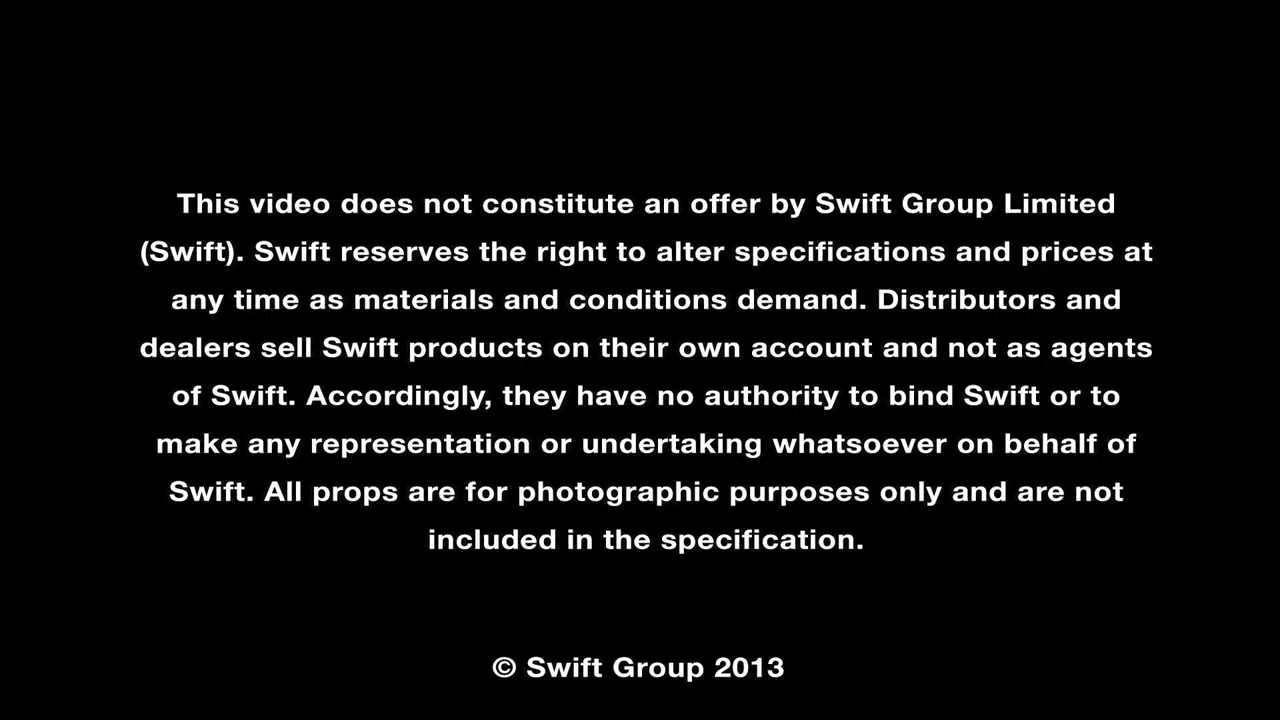 This video does not constitute an offer by Swift Group Limited
(Swift). Swift reserves the right to alter specifications and prices at
any time as materials and conditions demand. Distributors and
dealers sell Swift products on their own account and not as agents
of Swift. Accordingly, they have no authority to bind Swift or to
make any representation or undertaking whatsoever on behalf of
Swift. All props are for photographic purposes only and are not
included in the specification.
© Swift Group 2013